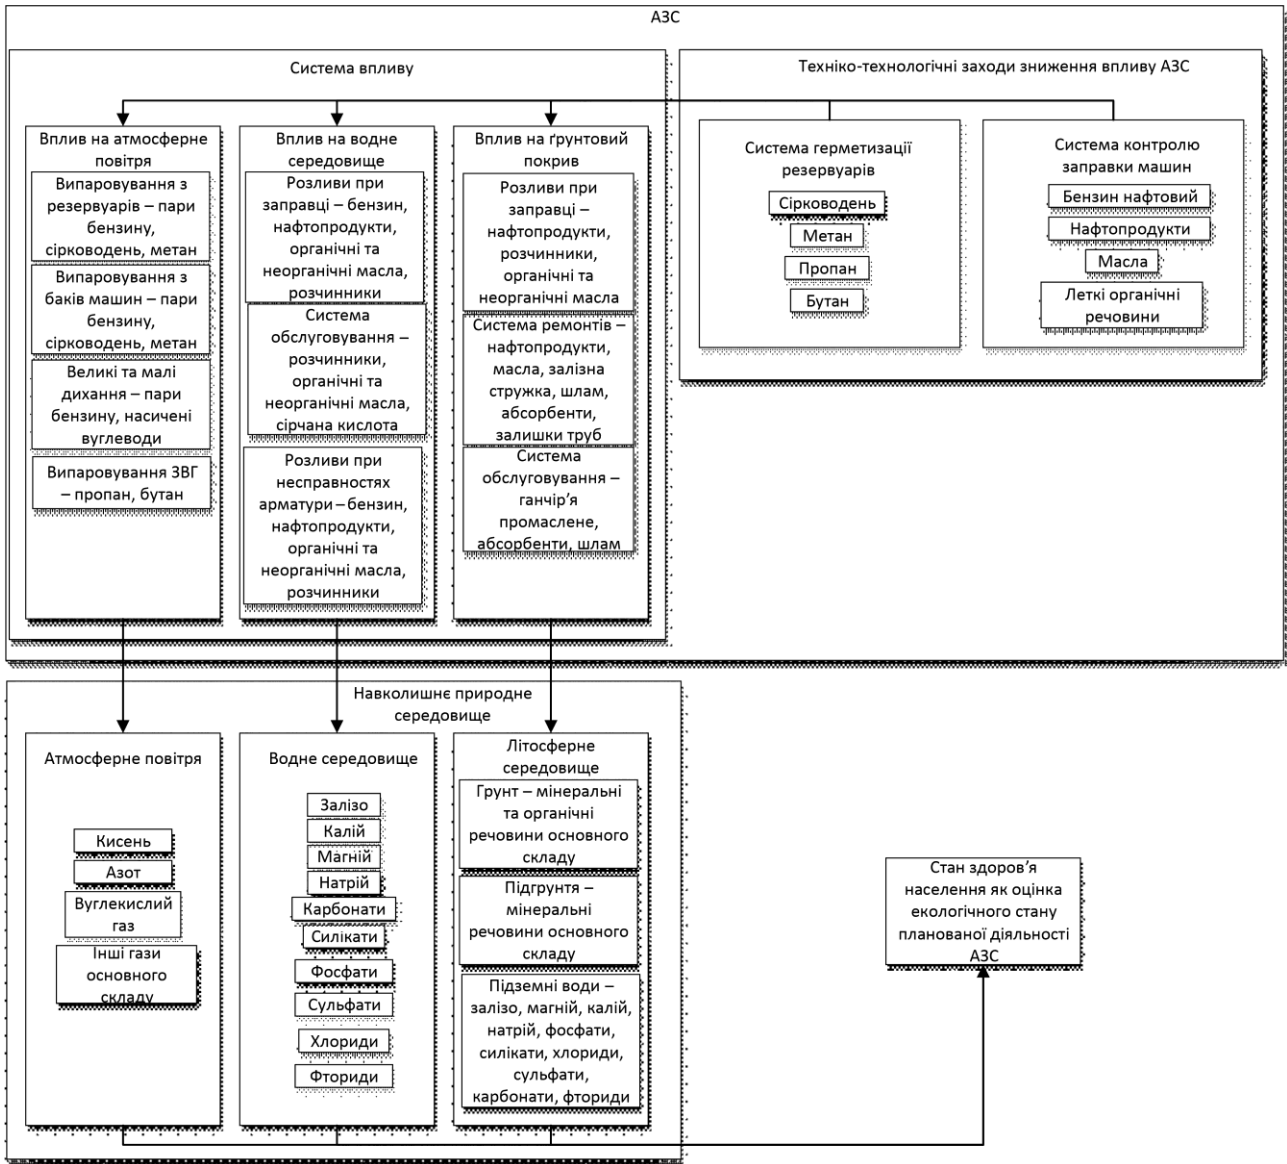 АЗС
Система впливу
Вплив на атмосферне
повітря
Випаровування з
резервуарів – пари
бензину,
сірководень, метан
Випаровування з
баків машин – пари
бензину,
сірководень, метан
Великі та малі
дихання – пари
бензину, насичені
вуглеводи
Випаровування ЗВГ
– пропан, бутан
Вплив на водне
середовище
Розливи при
заправці – бензин,
нафтопродукти,
органічні та
неорганічні масла,
розчинники
Система
обслуговування –
розчинники,
органічні та
неорганічні масла,
сірчана кислота
Розливи при
несправностях
арматури – бензин,
нафтопродукти,
органічні та
неорганічні масла,
розчинники
Вплив на ґрунтовий
покрив
Розливи при
заправці –
нафтопродукти,
розчинники,
органічні та
неорганічні масла
Система ремонтів –
нафтопродукти,
масла, залізна
стружка, шлам,
абсорбенти,
залишки труб
Система
обслуговування –
ганчір’я
промаслене,
абсорбенти, шлам
Техніко-технологічні заходи зниження впливу АЗС
Система герметизації
резервуарів
Сірководень
Метан
Пропан
Бутан
Система контролю
заправки машин
Бензин нафтовий
Нафтопродукти
Масла
Леткі органічні
речовини
Навколишнє природне
середовище
Атмосферне повітря
Кисень
Азот
Вуглекислий
газ
Інші гази
основного
складу
Водне середовище
Залізо
Калій
Магній
Натрій
Карбонати
Силікати
Фосфати
Сульфати
Хлориди
Фториди
Літосферне
середовище
Грунт – мінеральні
та органічні
речовини основного
складу
Підгрунтя –
мінеральні
речовини основного
складу
Підземні води –
залізо, магній, калій,
натрій, фосфати,
силікати, хлориди,
сульфати,
карбонати, фториди
Стан здоров’я
населення як оцінка
екологічного стану
планованої діяльності
АЗС